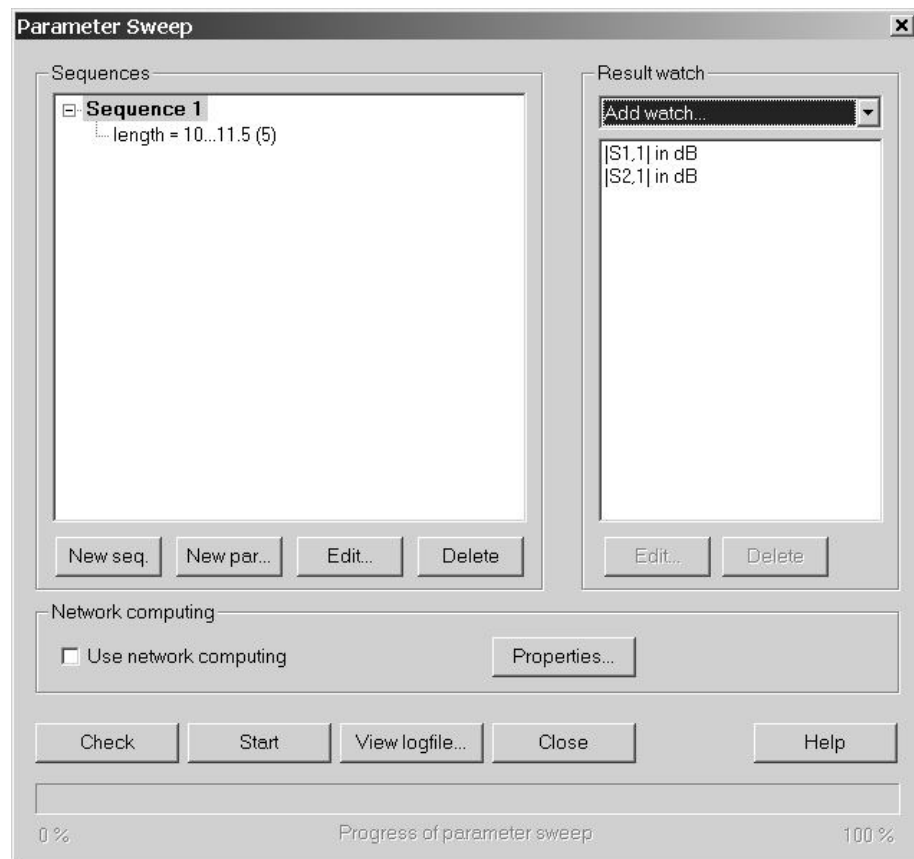 Parameter Sweep
Sequences
Sequence 1
length = 10...11.5 (5)
New seq.
New par...
Edit...
Delete
Result watch
Add watch...
|S1,1| in dB
|S2,1| in dB
Edit...
Delete
Network computing
Use network computing
Properties...
Check
Start
View logfile...
Close
Help
0 %
Progress of parameter sweep
100 %